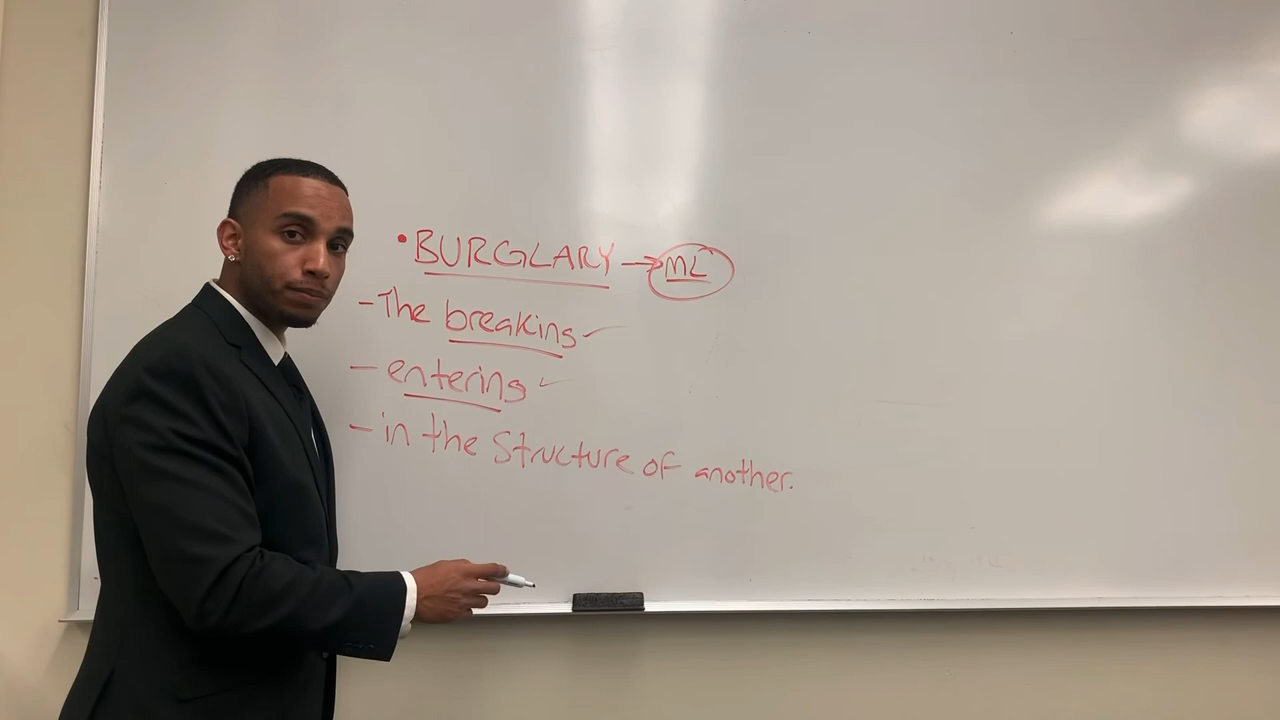 • BURGLARY → ML
- The breaking ✓
- entering ✓
- in the Structure of another.